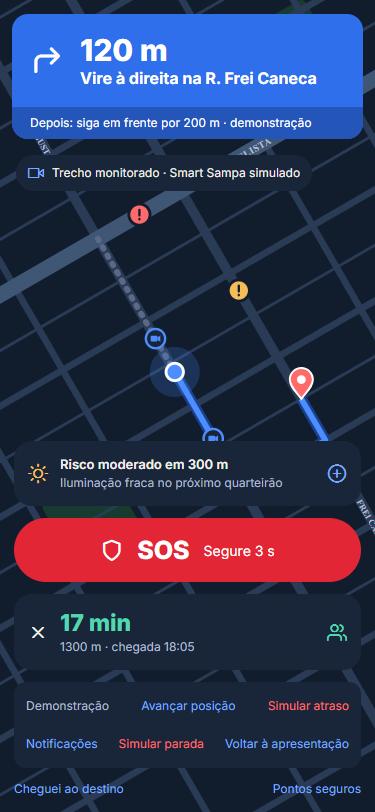 120 m
Vire à direita na R. Frei Caneca
Depois: siga em frente por 200 m · demonstração
Trecho monitorado · Smart Sampa simulado
Risco moderado em 300 m
Iluminação fraca no próximo quarteirão
SOS Segure 3 s
17 min
1300 m · chegada 18:05
Demonstração Avançar posição Simular atraso
Notificações Simular parada Voltar à apresentação
Cheguei ao destino Pontos seguros